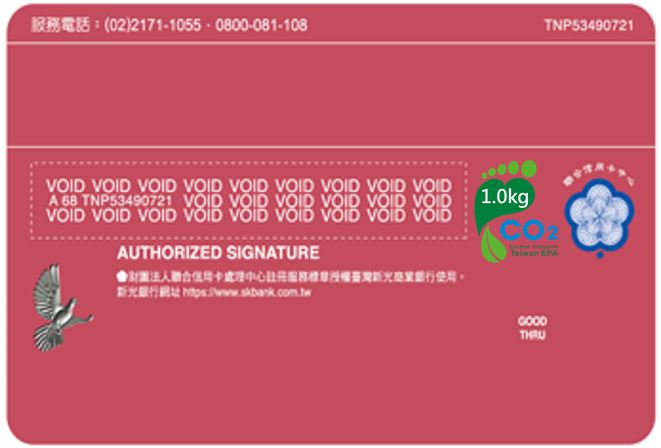 服務電話：(02)2171-1055．0800-081-108
TNP53490721
VOID VOID VOID VOID VOID VOID VOID VOID VOID
A 68 TNP53490721 VOID VOID VOID VOID VOID VOID
VOID VOID VOID VOID VOID VOID VOID VOID VOID
1.0kg
CO2
Carbon Footprint
Taiwan EPA
聯合信用卡中心
AUTHORIZED SIGNATURE
●財團法人聯合信用卡處理中心註冊服務標章授權臺灣新光商業銀行使用。
新光銀行網址 https://www.skbank.com.tw
GOOD
THRU